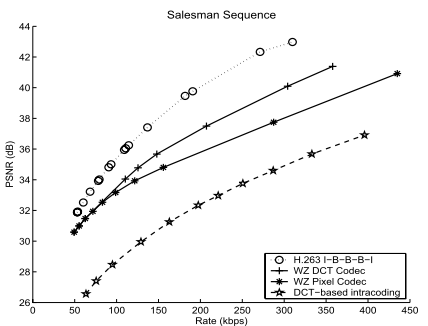 Salesman Sequence
PSNR (dB)
44
42
40
38
36
34
32
30
28
26
0
50
100
150
200
250
300
350
400
450
Rate (kbps)
H.263 I−B−B−B−I
WZ DCT Codec
WZ Pixel Codec
DCT−based intracoding